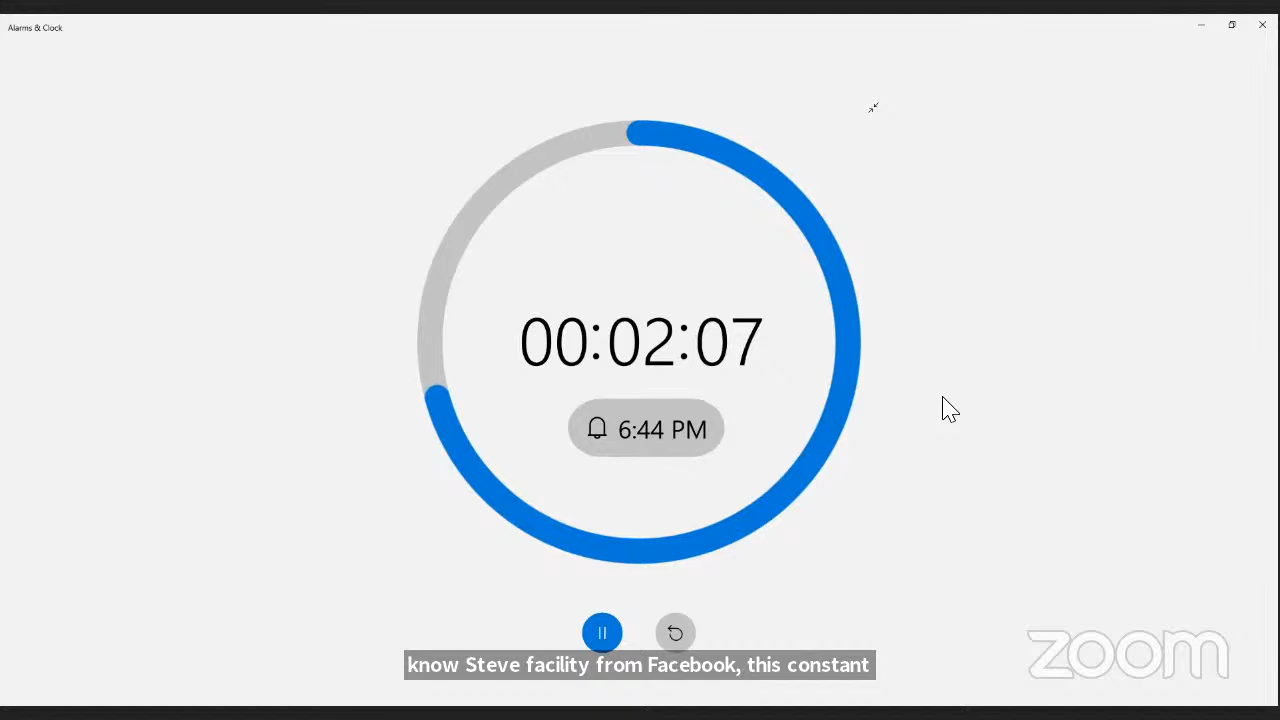 Alarms & Clock
00:02:07
6:44 PM
know Steve facility from Facebook, this constant
zoom